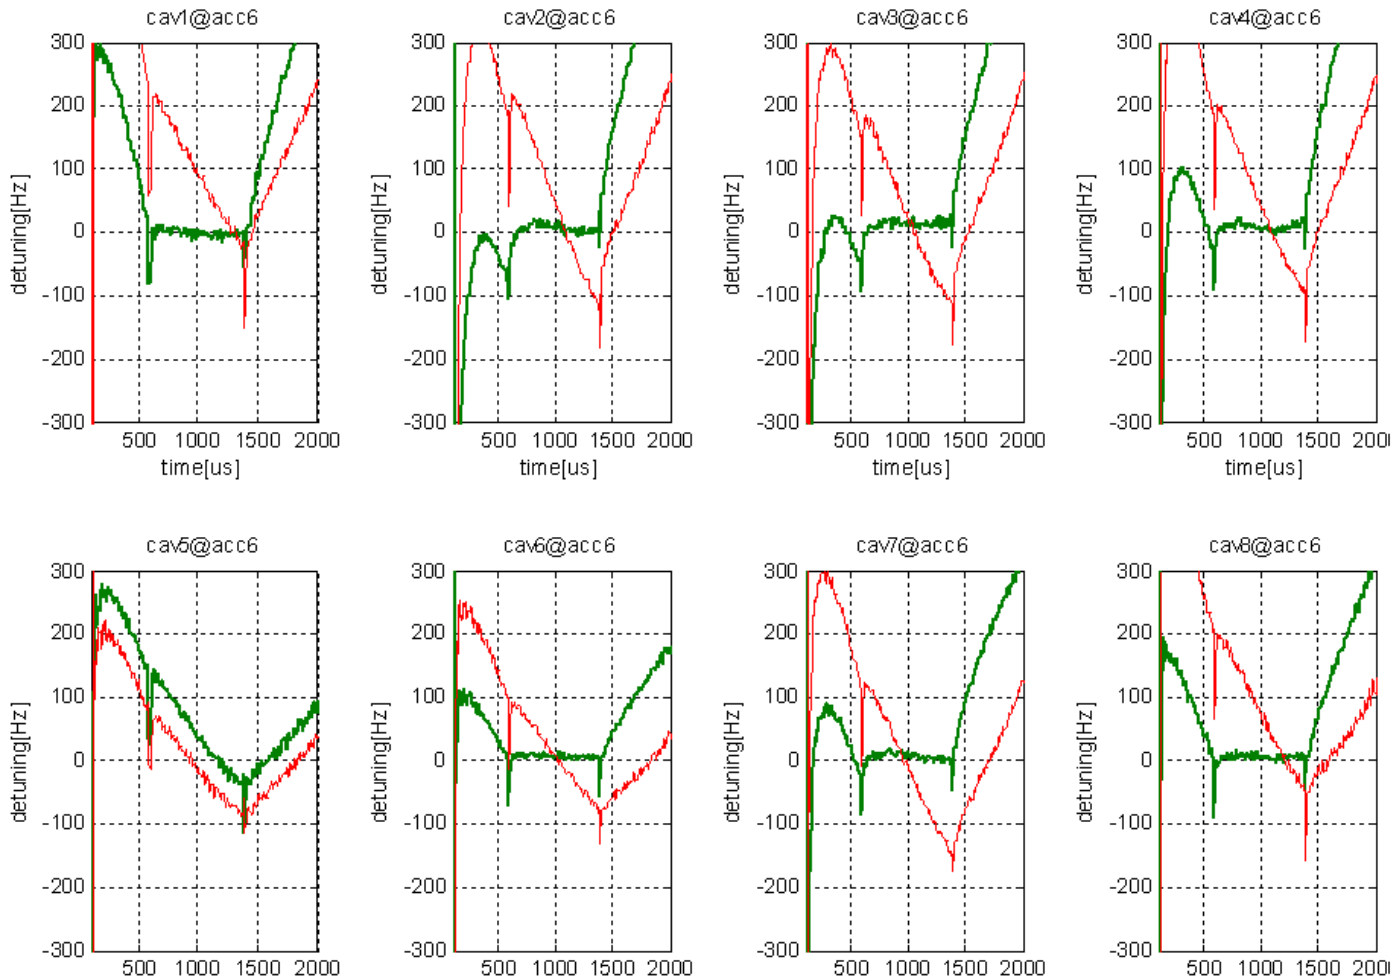 cav1@acc6 cav2@acc6 cav3@acc6 cav4@acc6
300 300 300 300
200 200 200 200
100 100 100 100
0 0 0 0
-100 -100 -100 -100
-200 -200 -200 -200
-300 -300 -300 -300
detuning[Hz] detuning[Hz] detuning[Hz] detuning[Hz]
500 1000 1500 2000 500 1000 1500 2000 500 1000 1500 2000 500 1000 1500 200
time[us] time[us] time[us] time[us]
cav5@acc6 cav6@acc6 cav7@acc6 cav8@acc6
300 300 300 300
200 200 200 200
100 100 100 100
0 0 0 0
-100 -100 -100 -100
-200 -200 -200 -200
-300 -300 -300 -300
detuning[Hz] detuning[Hz] detuning[Hz] detuning[Hz]
500 1000 1500 2000 500 1000 1500 2000 500 1000 1500 2000 500 1000 1500 200